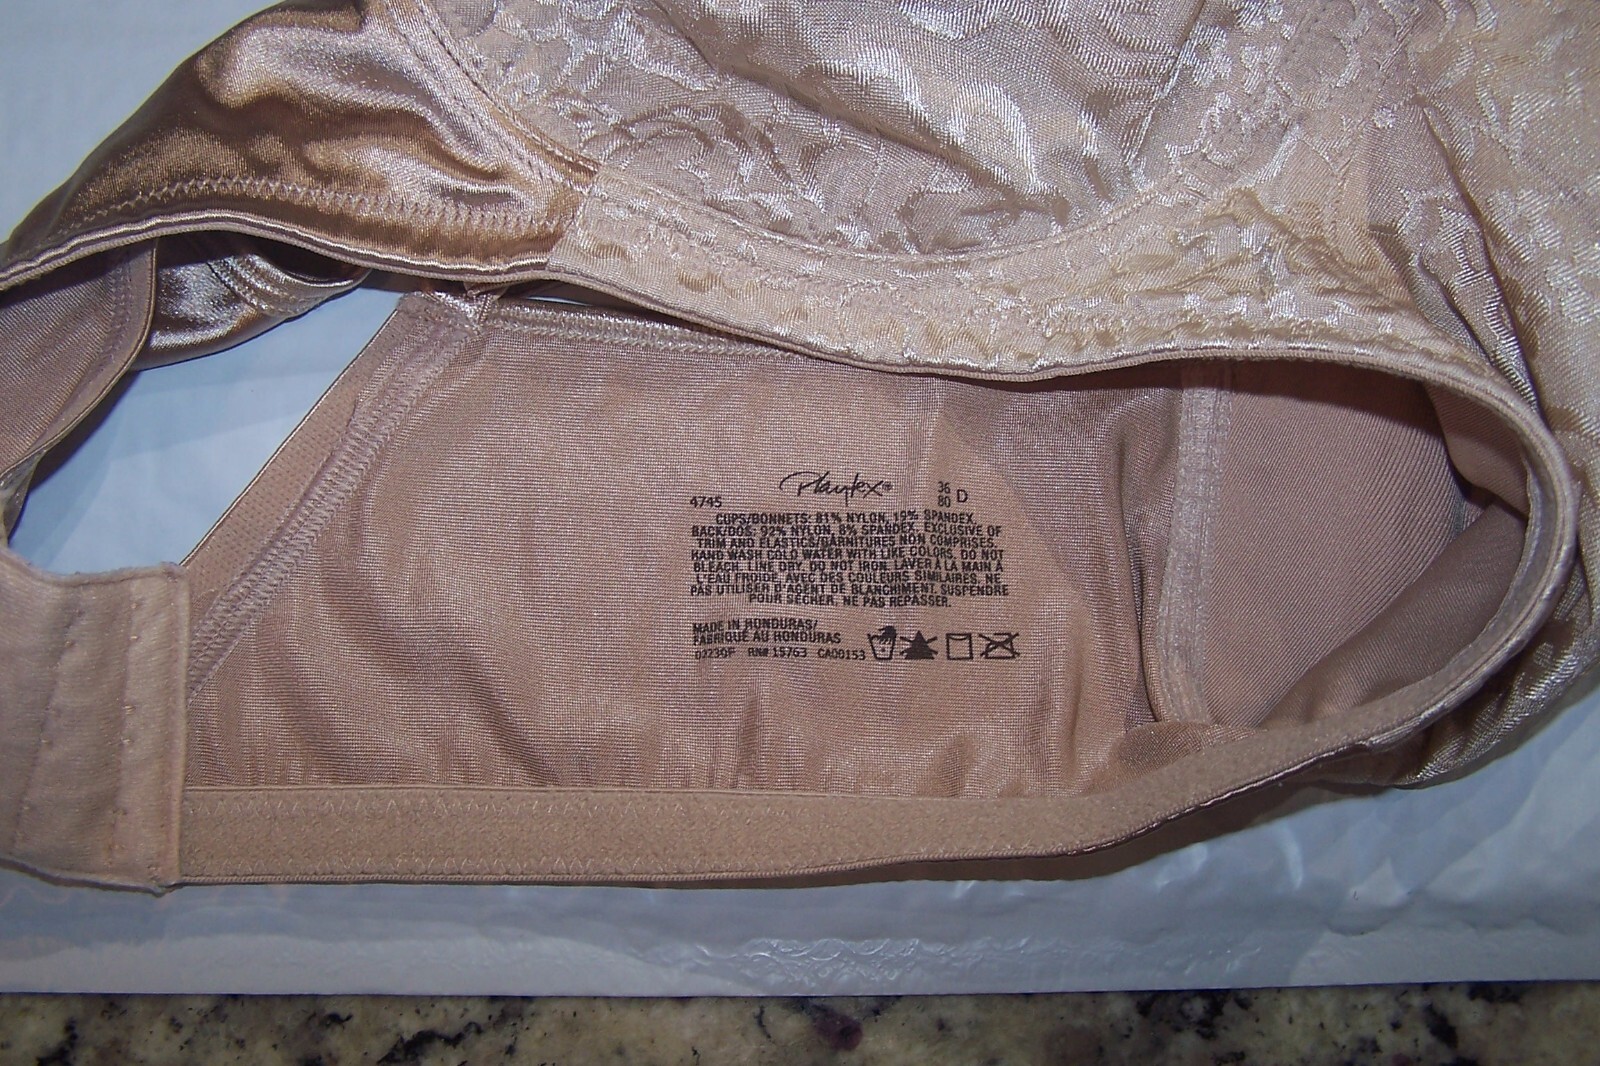 Playtex®
4745
36
80 D
CUPS/BONNETS: 81% NYLON, 19% SPANDEX,
BACK/DOS: 92% NYLON, 8% SPANDEX, EXCLUSIVE OF
TRIM AND ELASTICS/GARNITURES NON COMPRISES.
HAND WASH COLD WATER WITH LIKE COLORS. DO NOT
BLEACH. LINE DRY. DO NOT IRON. LAVER À LA MAIN À
L'EAU FROIDE, AVEC DES COULEURS SIMILAIRES. NE
PAS UTILISER D'AGENT DE BLANCHIMENT. SUSPENDRE
POUR SÉCHER. NE PAS REPASSER.
MADE IN HONDURAS/
FABRIQUÉ AU HONDURAS
0223OF RN# 15763 CA00153